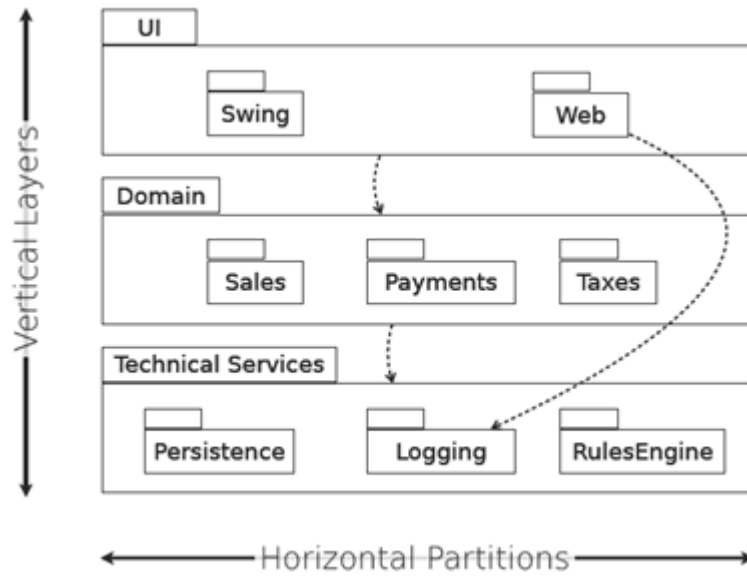 UI
Swing
Web
Vertical Layers
Domain
Sales
Payments
Taxes
Technical Services
Persistence
Logging
RulesEngine
Horizontal Partitions